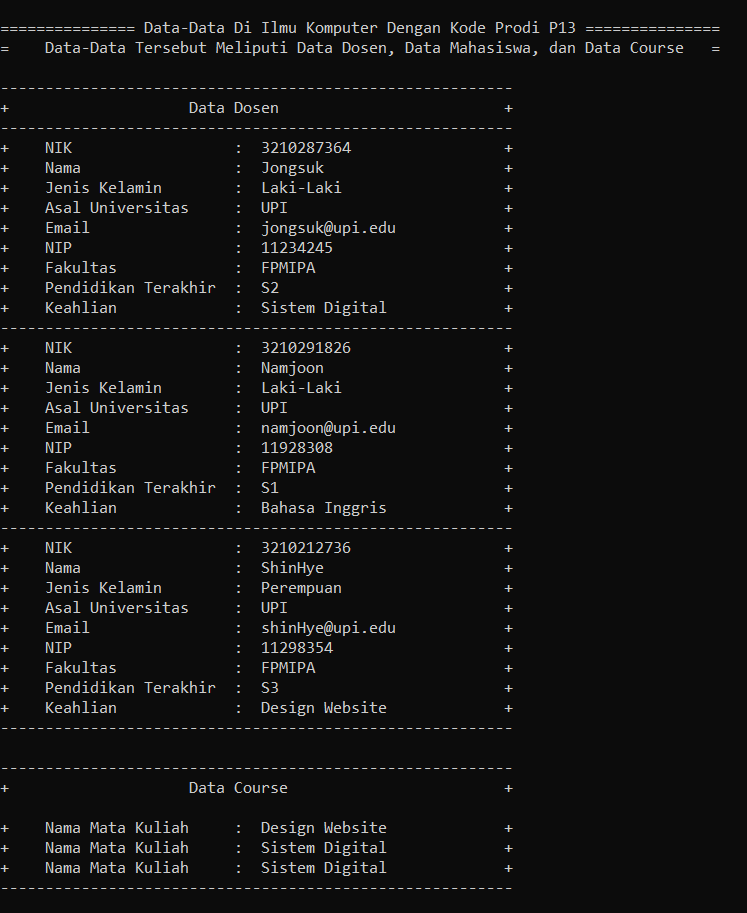 =============== Data-Data Di Ilmu Komputer Dengan Kode Prodi P13 ===============
=    Data-Data Tersebut Meliputi Data Dosen, Data Mahasiswa, dan Data Course   =
---------------------------------------------------------
+                    Data Dosen                         +
---------------------------------------------------------
+    NIK                  :  3210287364                 +
+    Nama                 :  Jongsuk                    +
+    Jenis Kelamin        :  Laki-Laki                  +
+    Asal Universitas     :  UPI                        +
+    Email                :  jongsuk@upi.edu            +
+    NIP                  :  11234245                   +
+    Fakultas             :  FPMIPA                     +
+    Pendidikan Terakhir  :  S2                         +
+    Keahlian             :  Sistem Digital             +
---------------------------------------------------------
+    NIK                  :  3210291826                 +
+    Nama                 :  Namjoon                    +
+    Jenis Kelamin        :  Laki-Laki                  +
+    Asal Universitas     :  UPI                        +
+    Email                :  namjoon@upi.edu            +
+    NIP                  :  11928308                   +
+    Fakultas             :  FPMIPA                     +
+    Pendidikan Terakhir  :  S1                         +
+    Keahlian             :  Bahasa Inggris             +
---------------------------------------------------------
+    NIK                  :  3210212736                 +
+    Nama                 :  ShinHye                    +
+    Jenis Kelamin        :  Perempuan                  +
+    Asal Universitas     :  UPI                        +
+    Email                :  shinHye@upi.edu            +
+    NIP                  :  11298354                   +
+    Fakultas             :  FPMIPA                     +
+    Pendidikan Terakhir  :  S3                         +
+    Keahlian             :  Design Website             +
---------------------------------------------------------
---------------------------------------------------------
+                    Data Course                        +
+    Nama Mata Kuliah     :  Design Website             +
+    Nama Mata Kuliah     :  Sistem Digital             +
+    Nama Mata Kuliah     :  Sistem Digital             +
---------------------------------------------------------